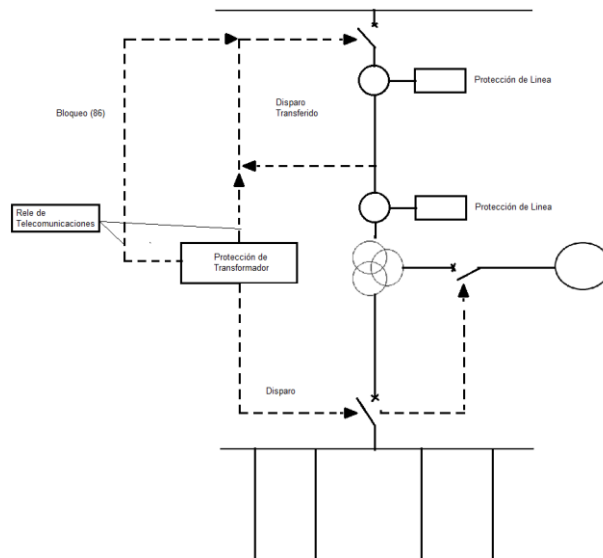 Protección de Linea
Bloqueo (86)
Disparo
Transferido
Protección de Linea
Rele de
Telecomunicaciones
Protección de
Transformador
Disparo